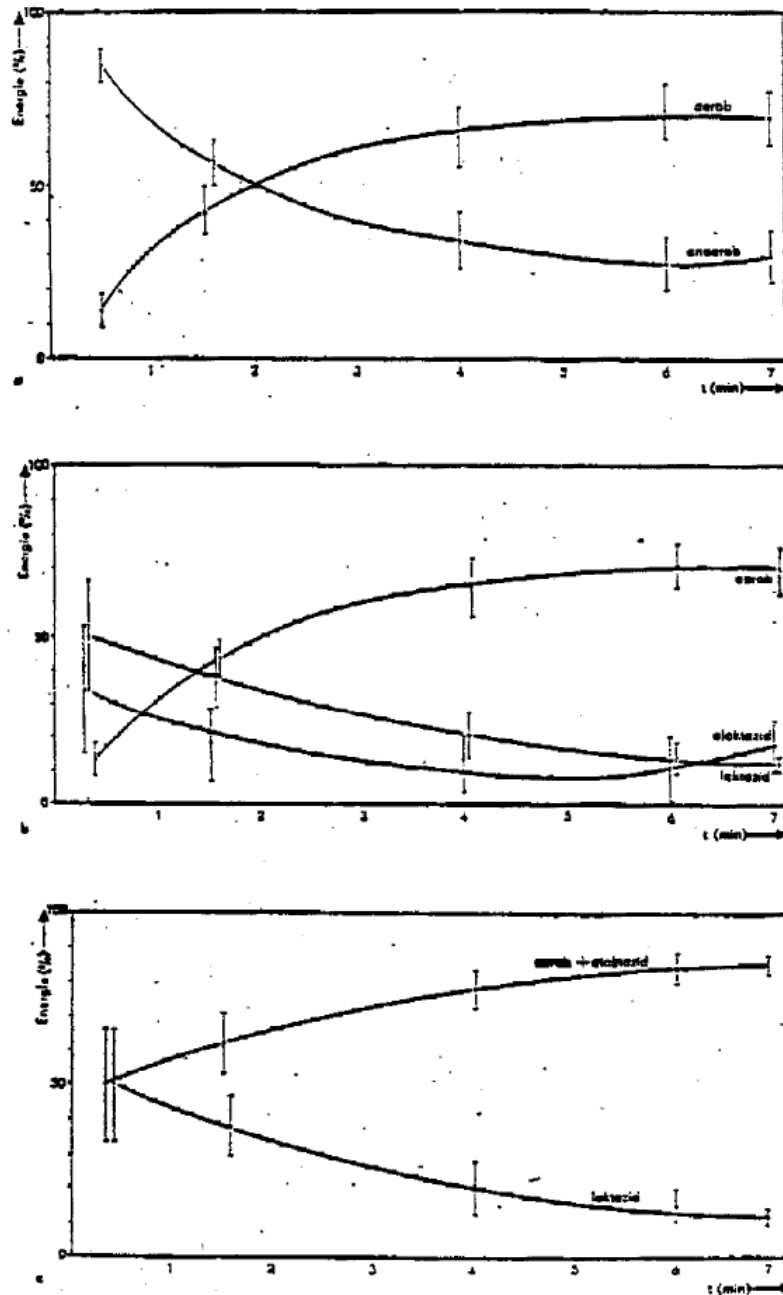 100
Energie (%)
aerob
50
anaerob
0
1 2 3 4 5 6 7
a
t (min)
100
Energie (%)
aerob
50
alaktazid
laktazid
0
1 2 3 4 5 6 7
b
t (min)
100
aerob + alaktazid
Energie (%)
50
laktazid
0
1 2 3 4 5 6 7
c
t (min)